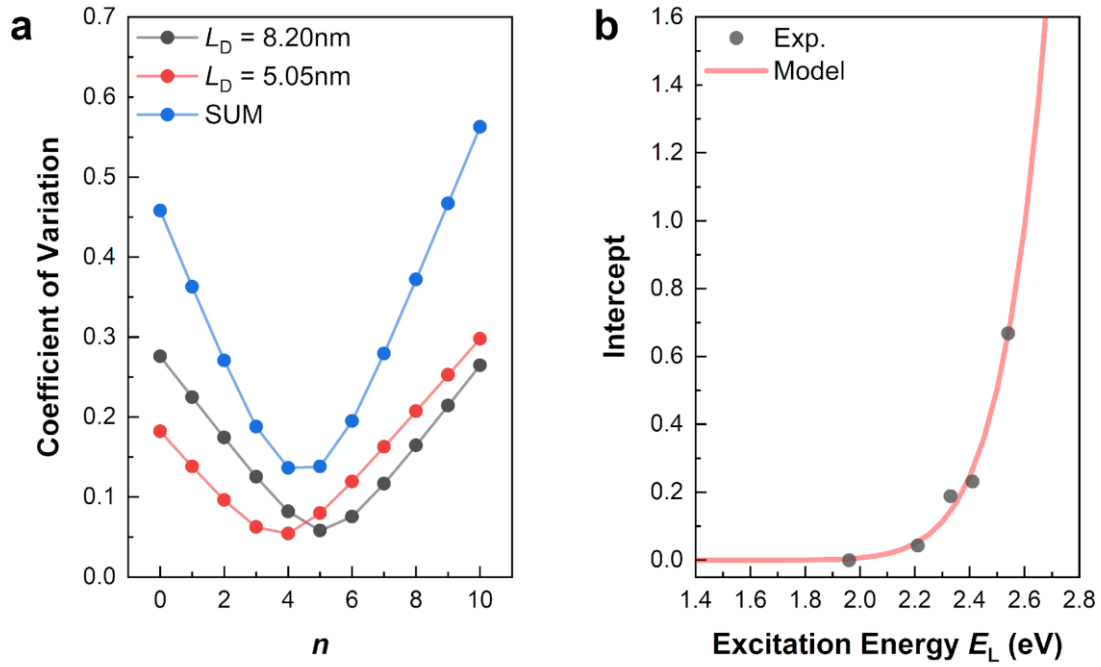 a
0.7
0.6
0.5
0.4
0.3
0.2
0.1
0.0
Coefficient of Variation
L_D = 8.20nm
L_D = 5.05nm
SUM
0 2 4 6 8 10
n
b
1.6
1.4
1.2
1.0
0.8
0.6
0.4
0.2
0.0
Intercept
Exp.
Model
1.4 1.6 1.8 2.0 2.2 2.4 2.6 2.8
Excitation Energy E_L (eV)